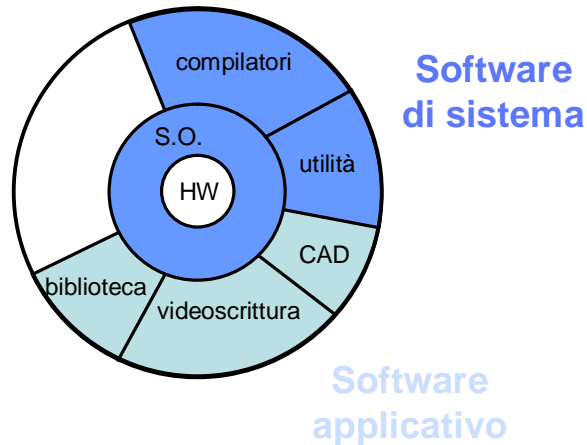 compilatori
Software
di sistema
S.O.
utilità
HW
CAD
biblioteca
videoscrittura
Software
applicativo